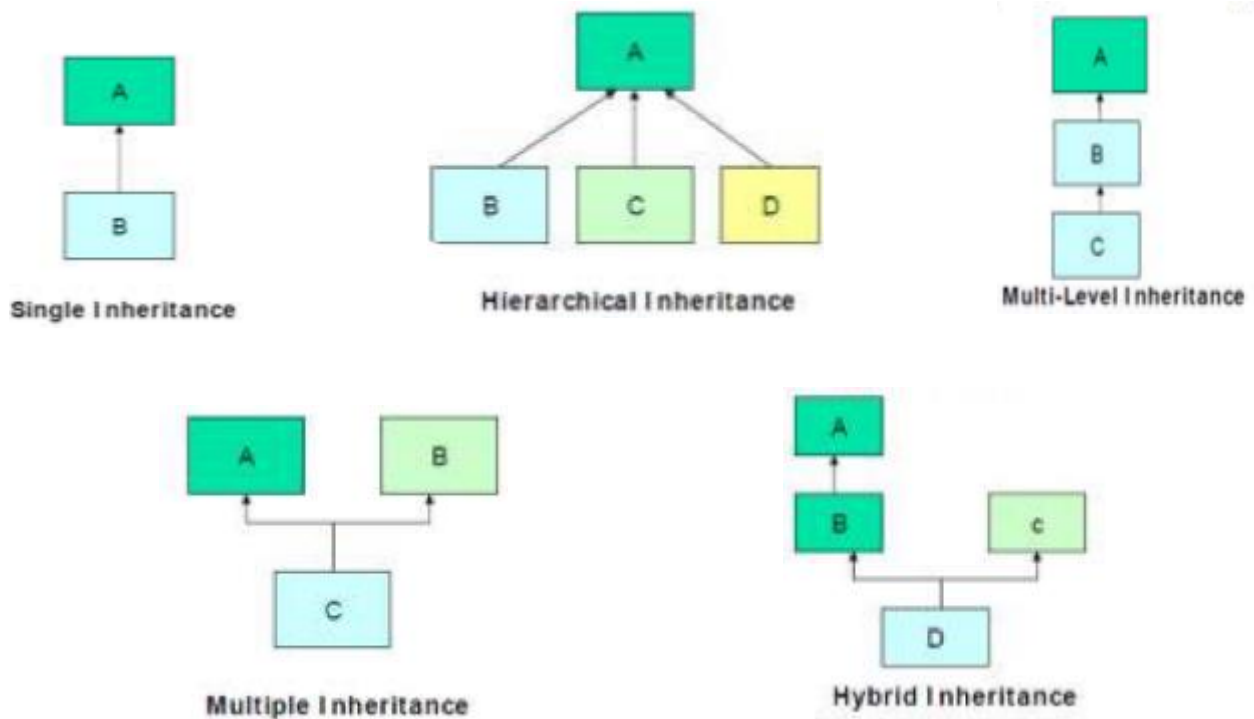 A
B
Single Inheritance
A
B
C
D
Hierarchical Inheritance
A
B
C
Multi-Level Inheritance
A
B
C
Multiple Inheritance
A
B
c
D
Hybrid Inheritance